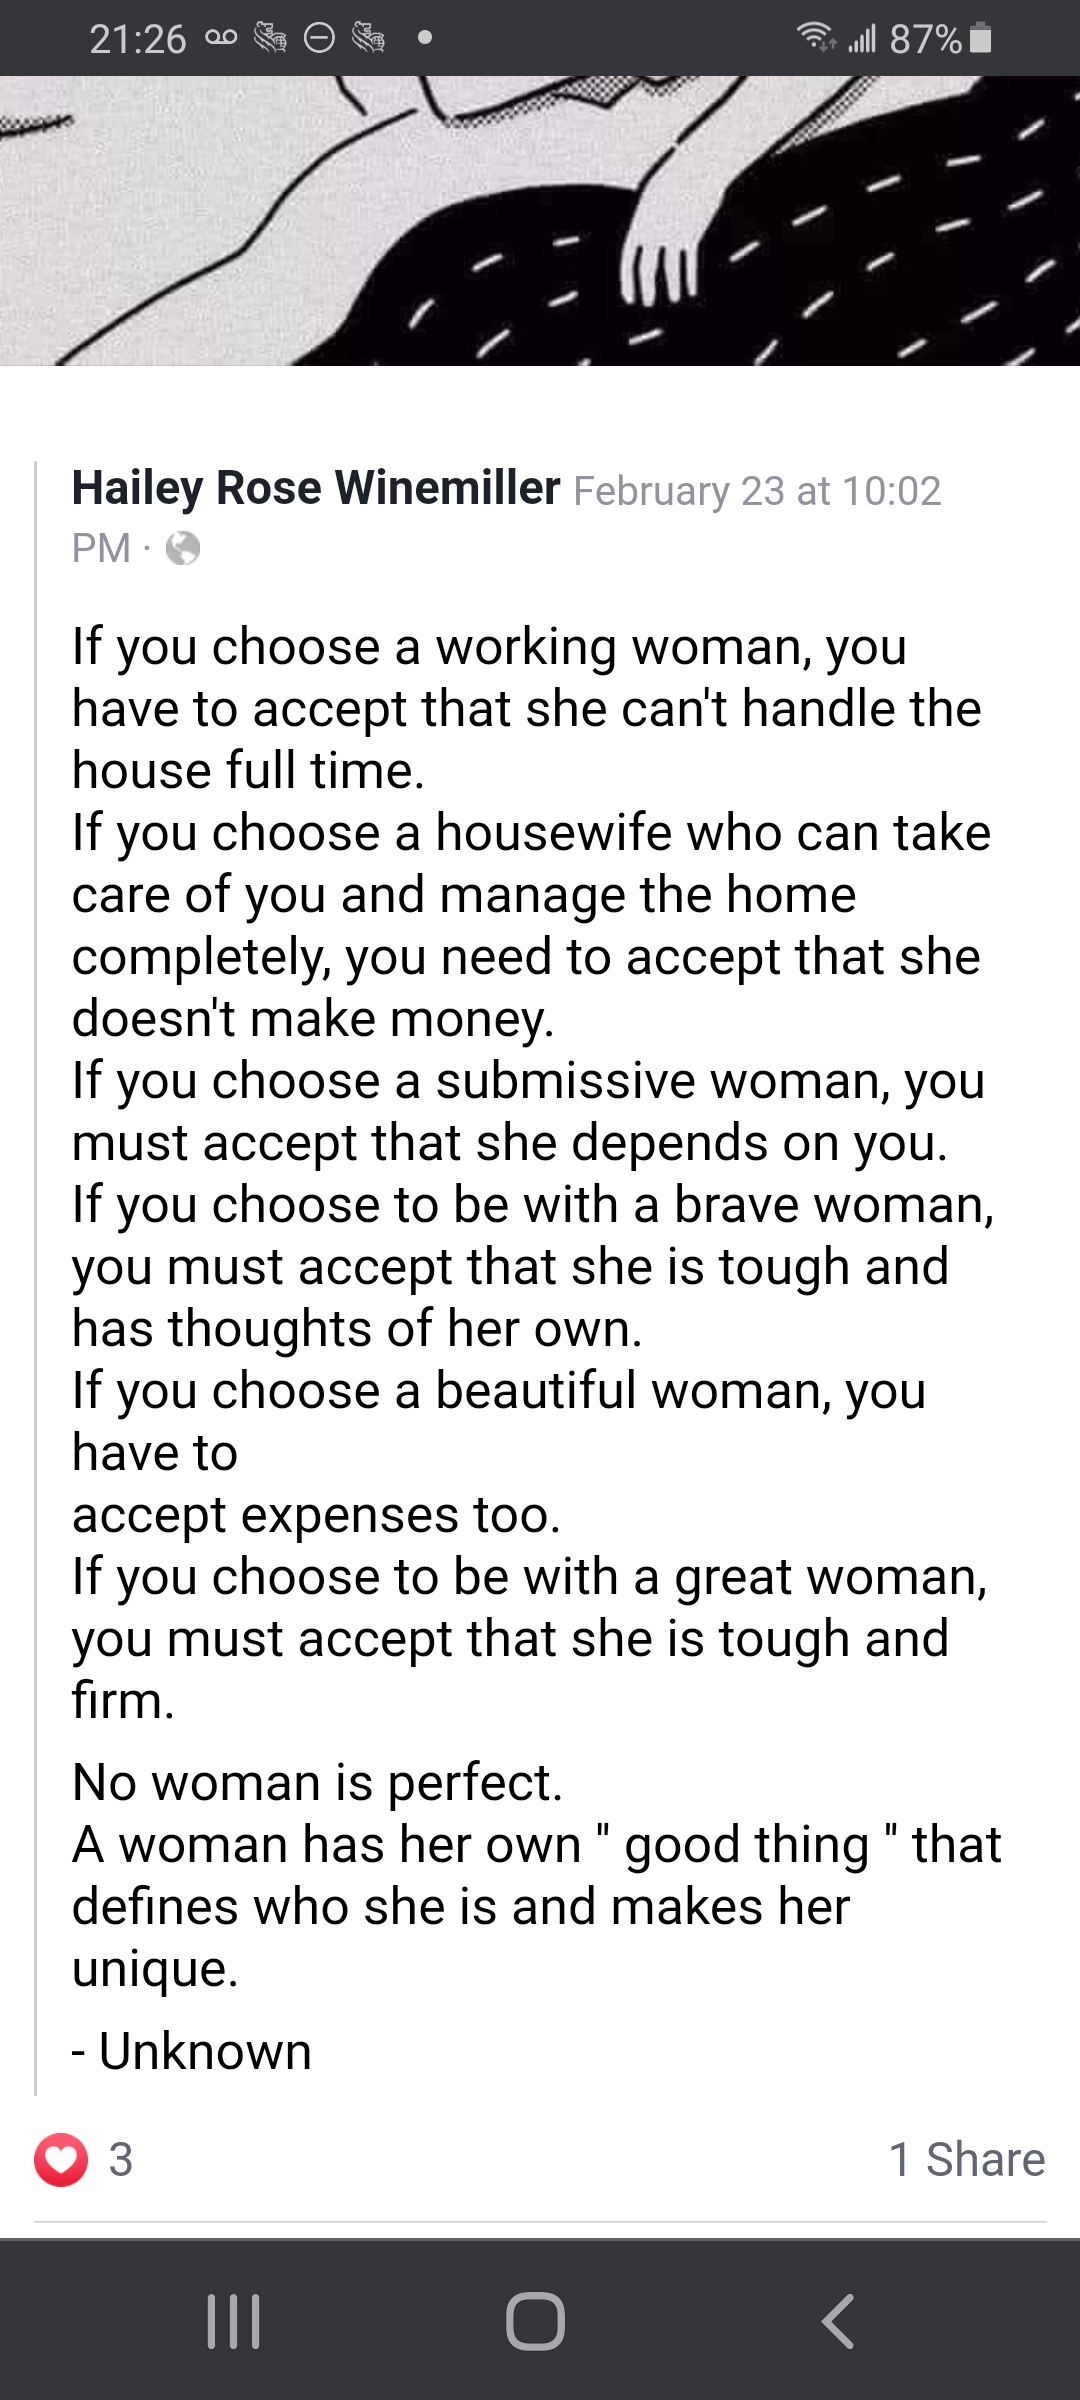 21:26
87%
Hailey Rose Winemiller February 23 at 10:02
PM ·
If you choose a working woman, you
have to accept that she can't handle the
house full time.
If you choose a housewife who can take
care of you and manage the home
completely, you need to accept that she
doesn't make money.
If you choose a submissive woman, you
must accept that she depends on you.
If you choose to be with a brave woman,
you must accept that she is tough and
has thoughts of her own.
If you choose a beautiful woman, you
have to
accept expenses too.
If you choose to be with a great woman,
you must accept that she is tough and
firm.
No woman is perfect.
A woman has her own " good thing " that
defines who she is and makes her
unique.
- Unknown
3
1 Share